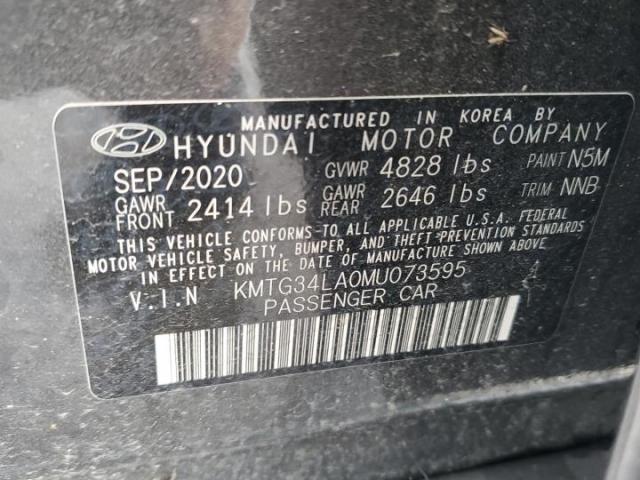 MANUFACTURED IN KOREA BY
HYUNDAI MOTOR COMPANY
SEP/2020 GVWR 4828 lbs PAINT N5M
GAWR FRONT 2414 lbs GAWR REAR 2646 lbs TRIM NNB
THIS VEHICLE CONFORMS-TO ALL APPLICABLE U.S.A. FEDERAL
MOTOR VEHICLE SAFETY, BUMPER, AND THEFT-PREVENTION STANDARDS
IN EFFECT ON THE DATE OF MANUFACTURE SHOWN ABOVE.
V.I.N KMTG34LA0MU073595
PASSENGER CAR